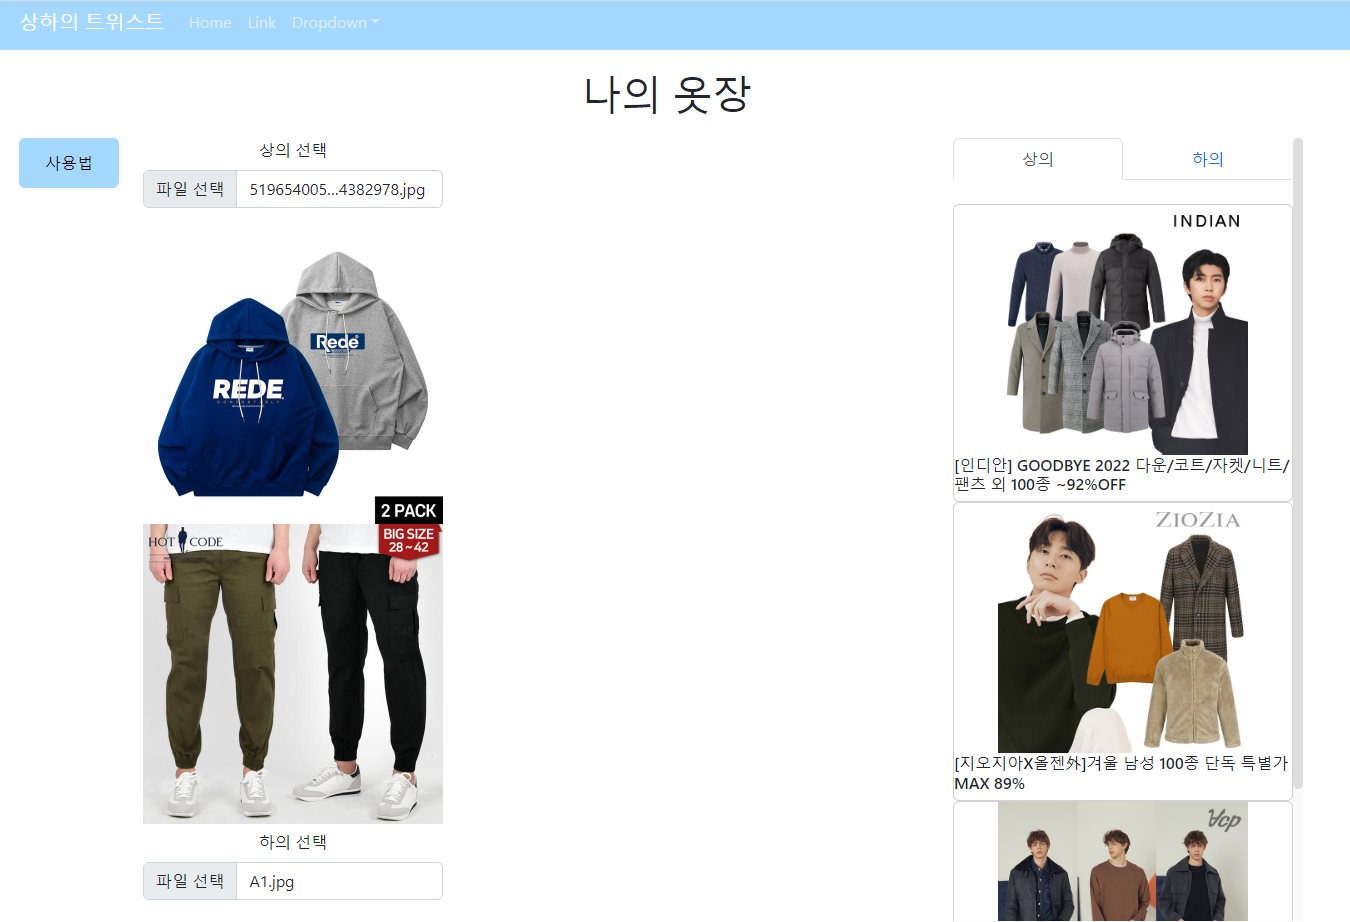 상하의 트위스트 Home Link Dropdown
나의 옷장
사용법
상의 선택
파일 선택 519654005...4382978.jpg
Rede
REDE
2 PACK
HOT CODE
BIG SIZE
28 ~ 42
하의 선택
파일 선택 A1.jpg
상의 하의
INDIAN
[인디안] GOODBYE 2022 다운/코트/자켓/니트/
팬츠 외 100종 ~92%OFF
ZIOZIA
[지오지아X올젠外]겨울 남성 100종 단독 특별가
MAX 89%